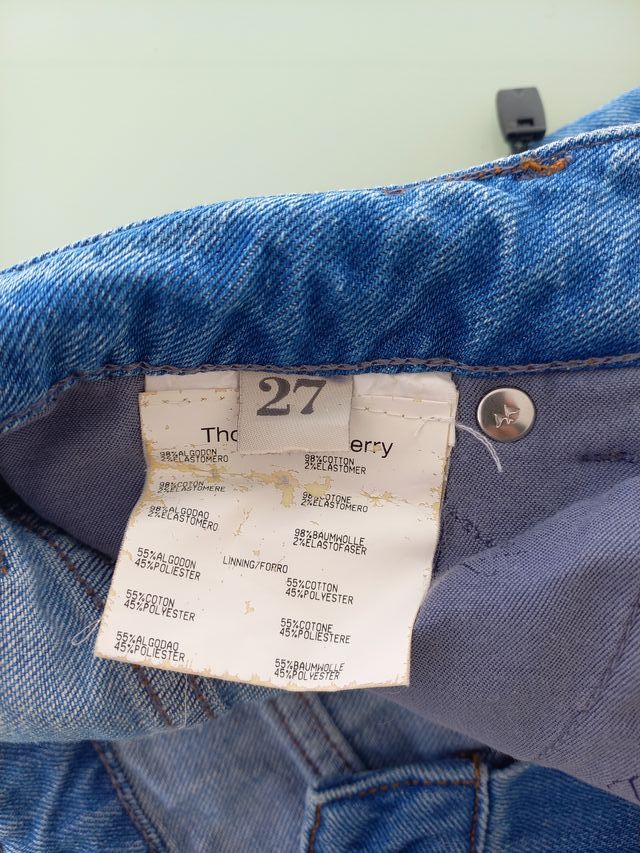 27
Tho erry
98%ALGODON
2%ELASTOMERO
98%COTTON
2%ELASTOMER
98%COTON
2%ELASTOMERE
98% OTONE
2%ELASTOMERO
98%ALGODAO
2%ELASTOMERO
98%BAUMWOLLE
2%ELASTOFASER
LINNING/FORRO
55%ALGODON
45%POLIESTER
55%COTTON
45%POLYESTER
55%COTON
45%POLYESTER
55%COTONE
45%POLIESTERE
55%ALGODAO
45%POLIESTER
55%BAUMWOLLE
45%POLYESTER